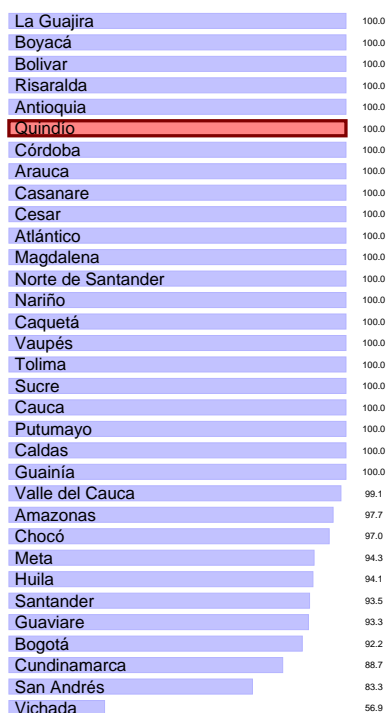 La Guajira 100.0
Boyacá 100.0
Bolivar 100.0
Risaralda 100.0
Antioquia 100.0
Quindio 100.0
Córdoba 100.0
Arauca 100.0
Casanare 100.0
Cesar 100.0
Atlántico 100.0
Magdalena 100.0
Norte de Santander 100.0
Nariño 100.0
Caquetá 100.0
Vaupés 100.0
Tolima 100.0
Sucre 100.0
Cauca 100.0
Putumayo 100.0
Caldas 100.0
Guainía 100.0
Valle del Cauca 99.1
Amazonas 97.7
Chocó 97.0
Meta 94.3
Huila 94.1
Santander 93.5
Guaviare 93.3
Bogotá 92.2
Cundinamarca 88.7
San Andrés 83.3
Vichada 56.9